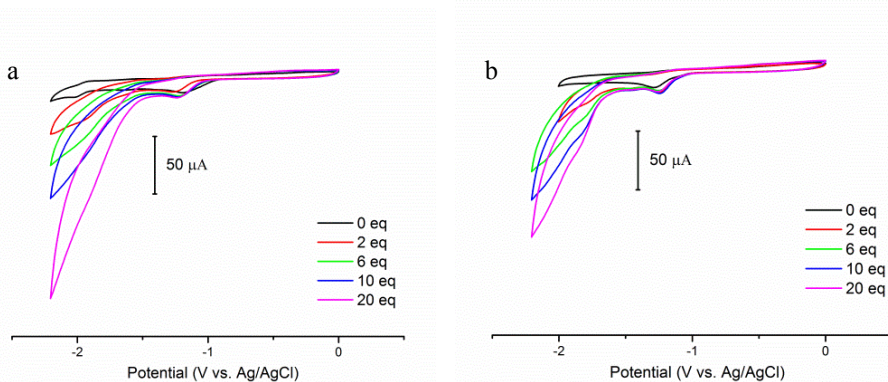 a
50 µA
0 eq
2 eq
6 eq
10 eq
20 eq
-2
-1
0
Potential (V vs. Ag/AgCl)
b
50 µA
0 eq
2 eq
6 eq
10 eq
20 eq
-2
-1
0
Potential (V vs. Ag/AgCl)